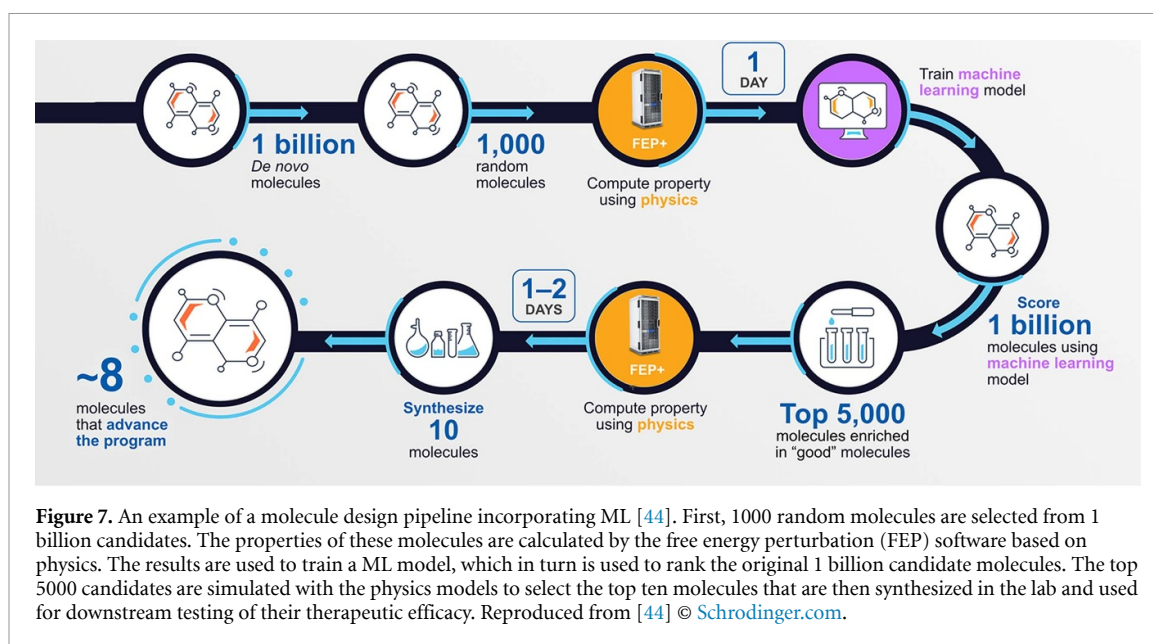 1 billion
De novo
molecules
1,000
random
molecules
FEP+
Compute property
using physics
1
DAY
Train machine
learning model
Score
1 billion
molecules using
machine learning
model
Top 5,000
molecules enriched
in “good” molecules
FEP+
Compute property
using physics
1–2
DAYS
Synthesize
10
molecules
~8
molecules
that advance
the program
Figure 7. An example of a molecule design pipeline incorporating ML [44]. First, 1000 random molecules are selected from 1
billion candidates. The properties of these molecules are calculated by the free energy perturbation (FEP) software based on
physics. The results are used to train a ML model, which in turn is used to rank the original 1 billion candidate molecules. The top
5000 candidates are simulated with the physics models to select the top ten molecules that are then synthesized in the lab and used
for downstream testing of their therapeutic efficacy. Reproduced from [44] © Schrodinger.com.